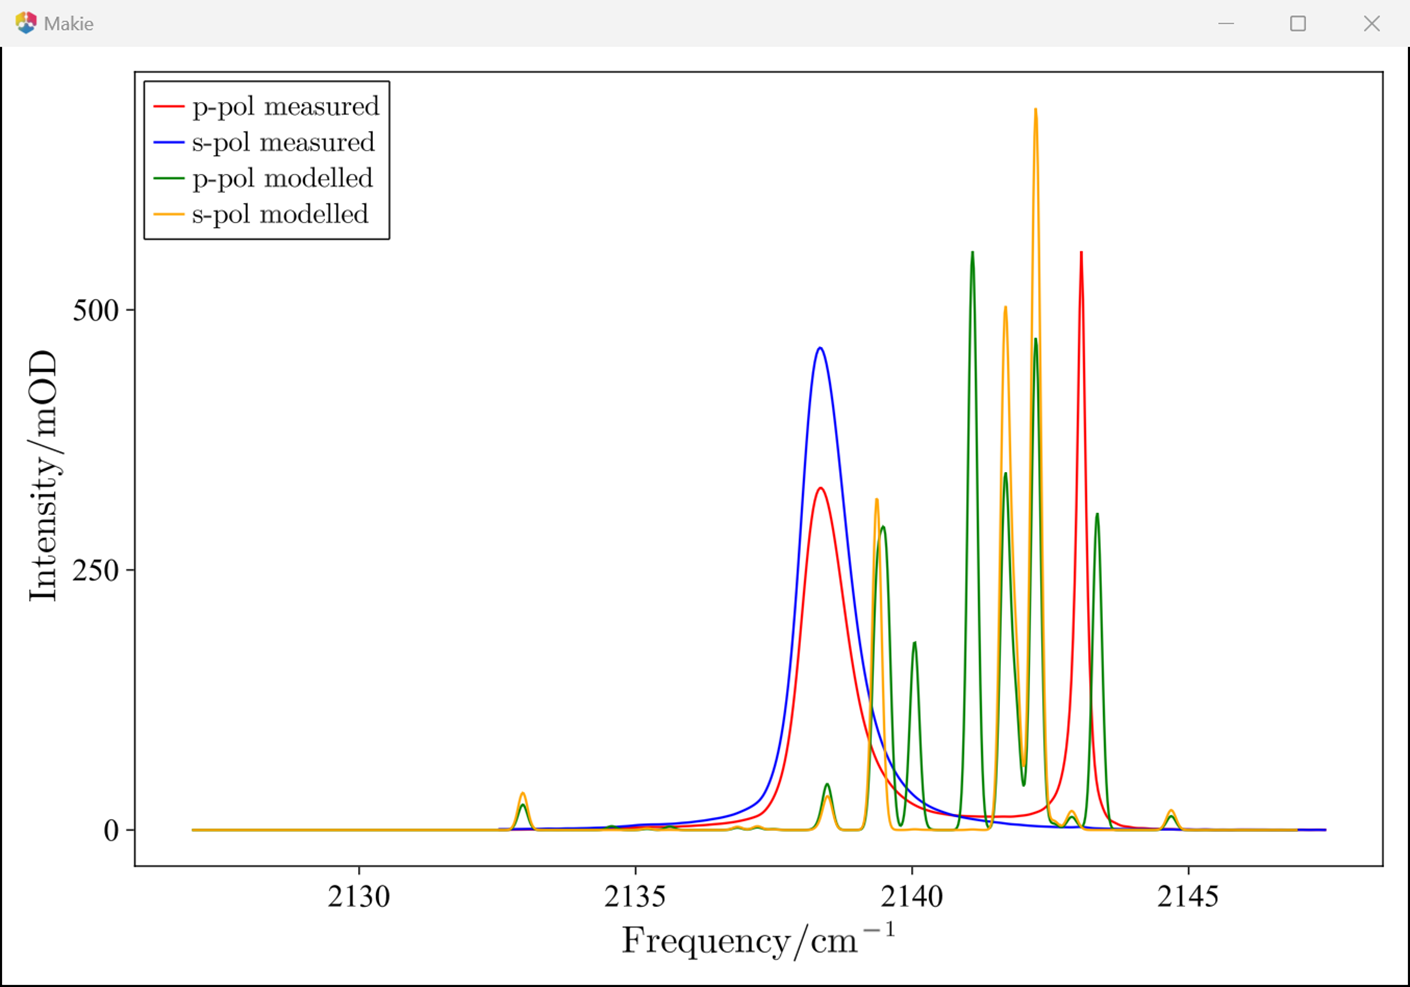 Makie
p-pol measured
s-pol measured
p-pol modelled
s-pol modelled
500
250
0
Intensity/mOD
2130 2135 2140 2145
Frequency/cm⁻¹